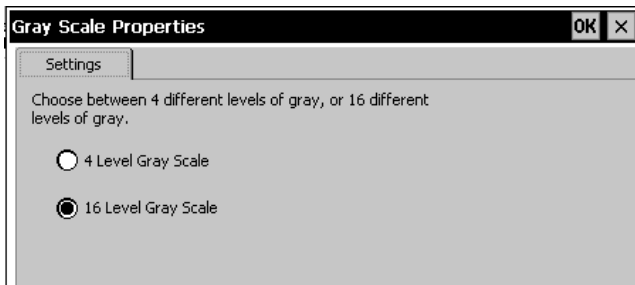 Gray Scale Properties OK ×
Settings
Choose between 4 different levels of gray, or 16 different
levels of gray.
4 Level Gray Scale
16 Level Gray Scale